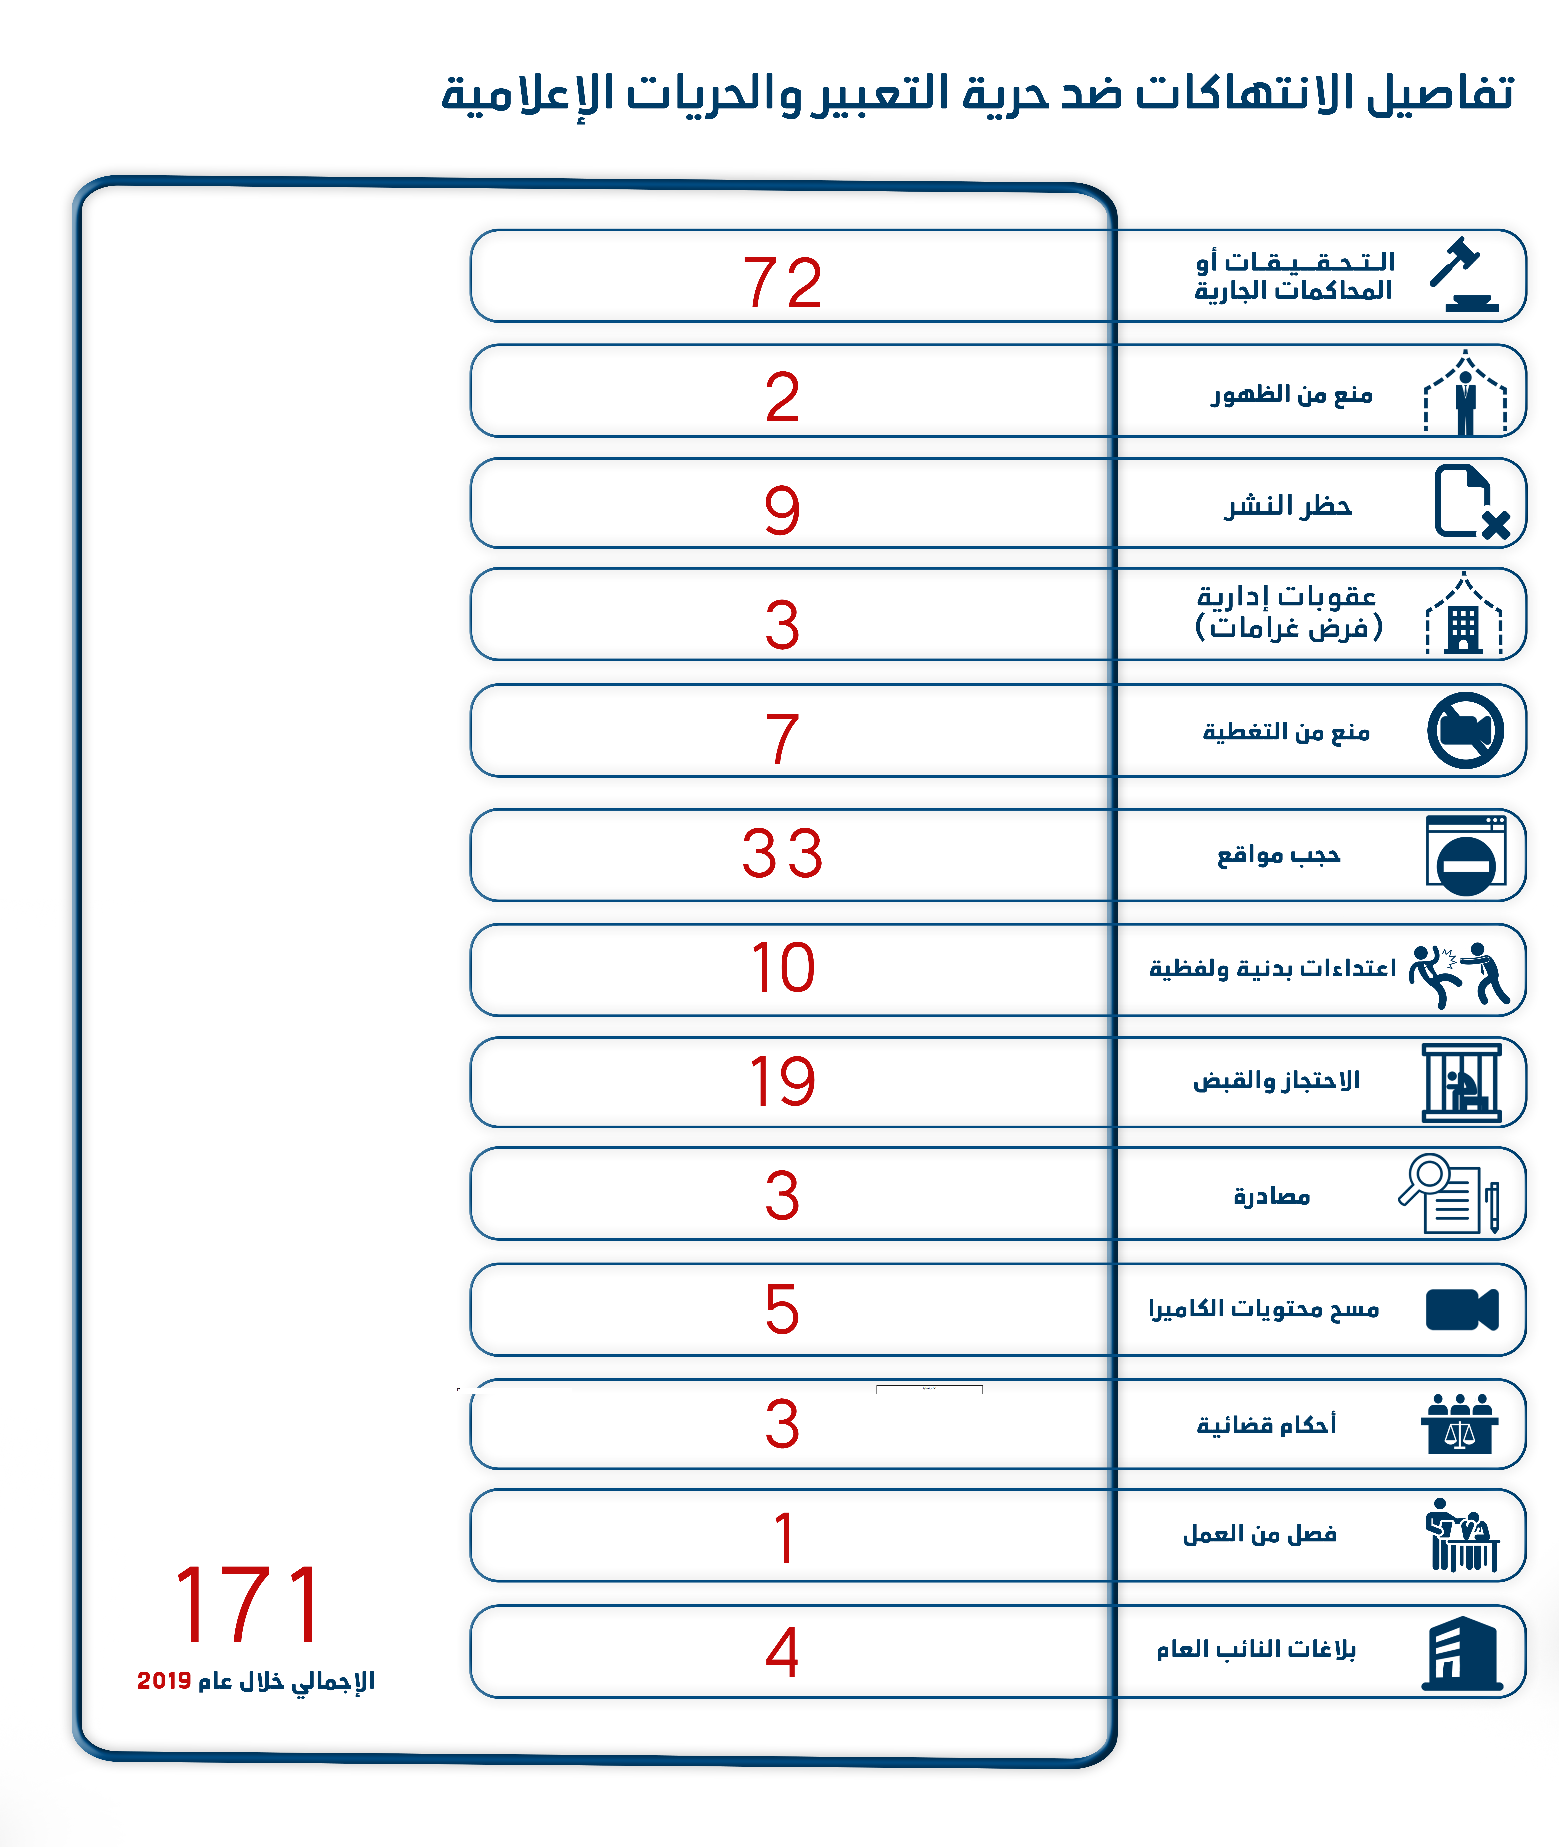 تفاصيل الانتهاكات ضد حرية التعبير والحريات الإعلامية
التحقيقات أو
المحاكمات الجارية
72
منع من الظهور
2
حظر النشر
9
عقوبات إدارية
(فرض غرامات)
3
منع من التغطية
7
حجب مواقع
33
اعتداءات بدنية ولفظية
10
الاحتجاز والقبض
19
مصادرة
3
مسح محتويات الكاميرا
5
أحكام قضائية
3
فصل من العمل
1
بلاغات النائب العام
4
171
الإجمالي خلال عام 2019